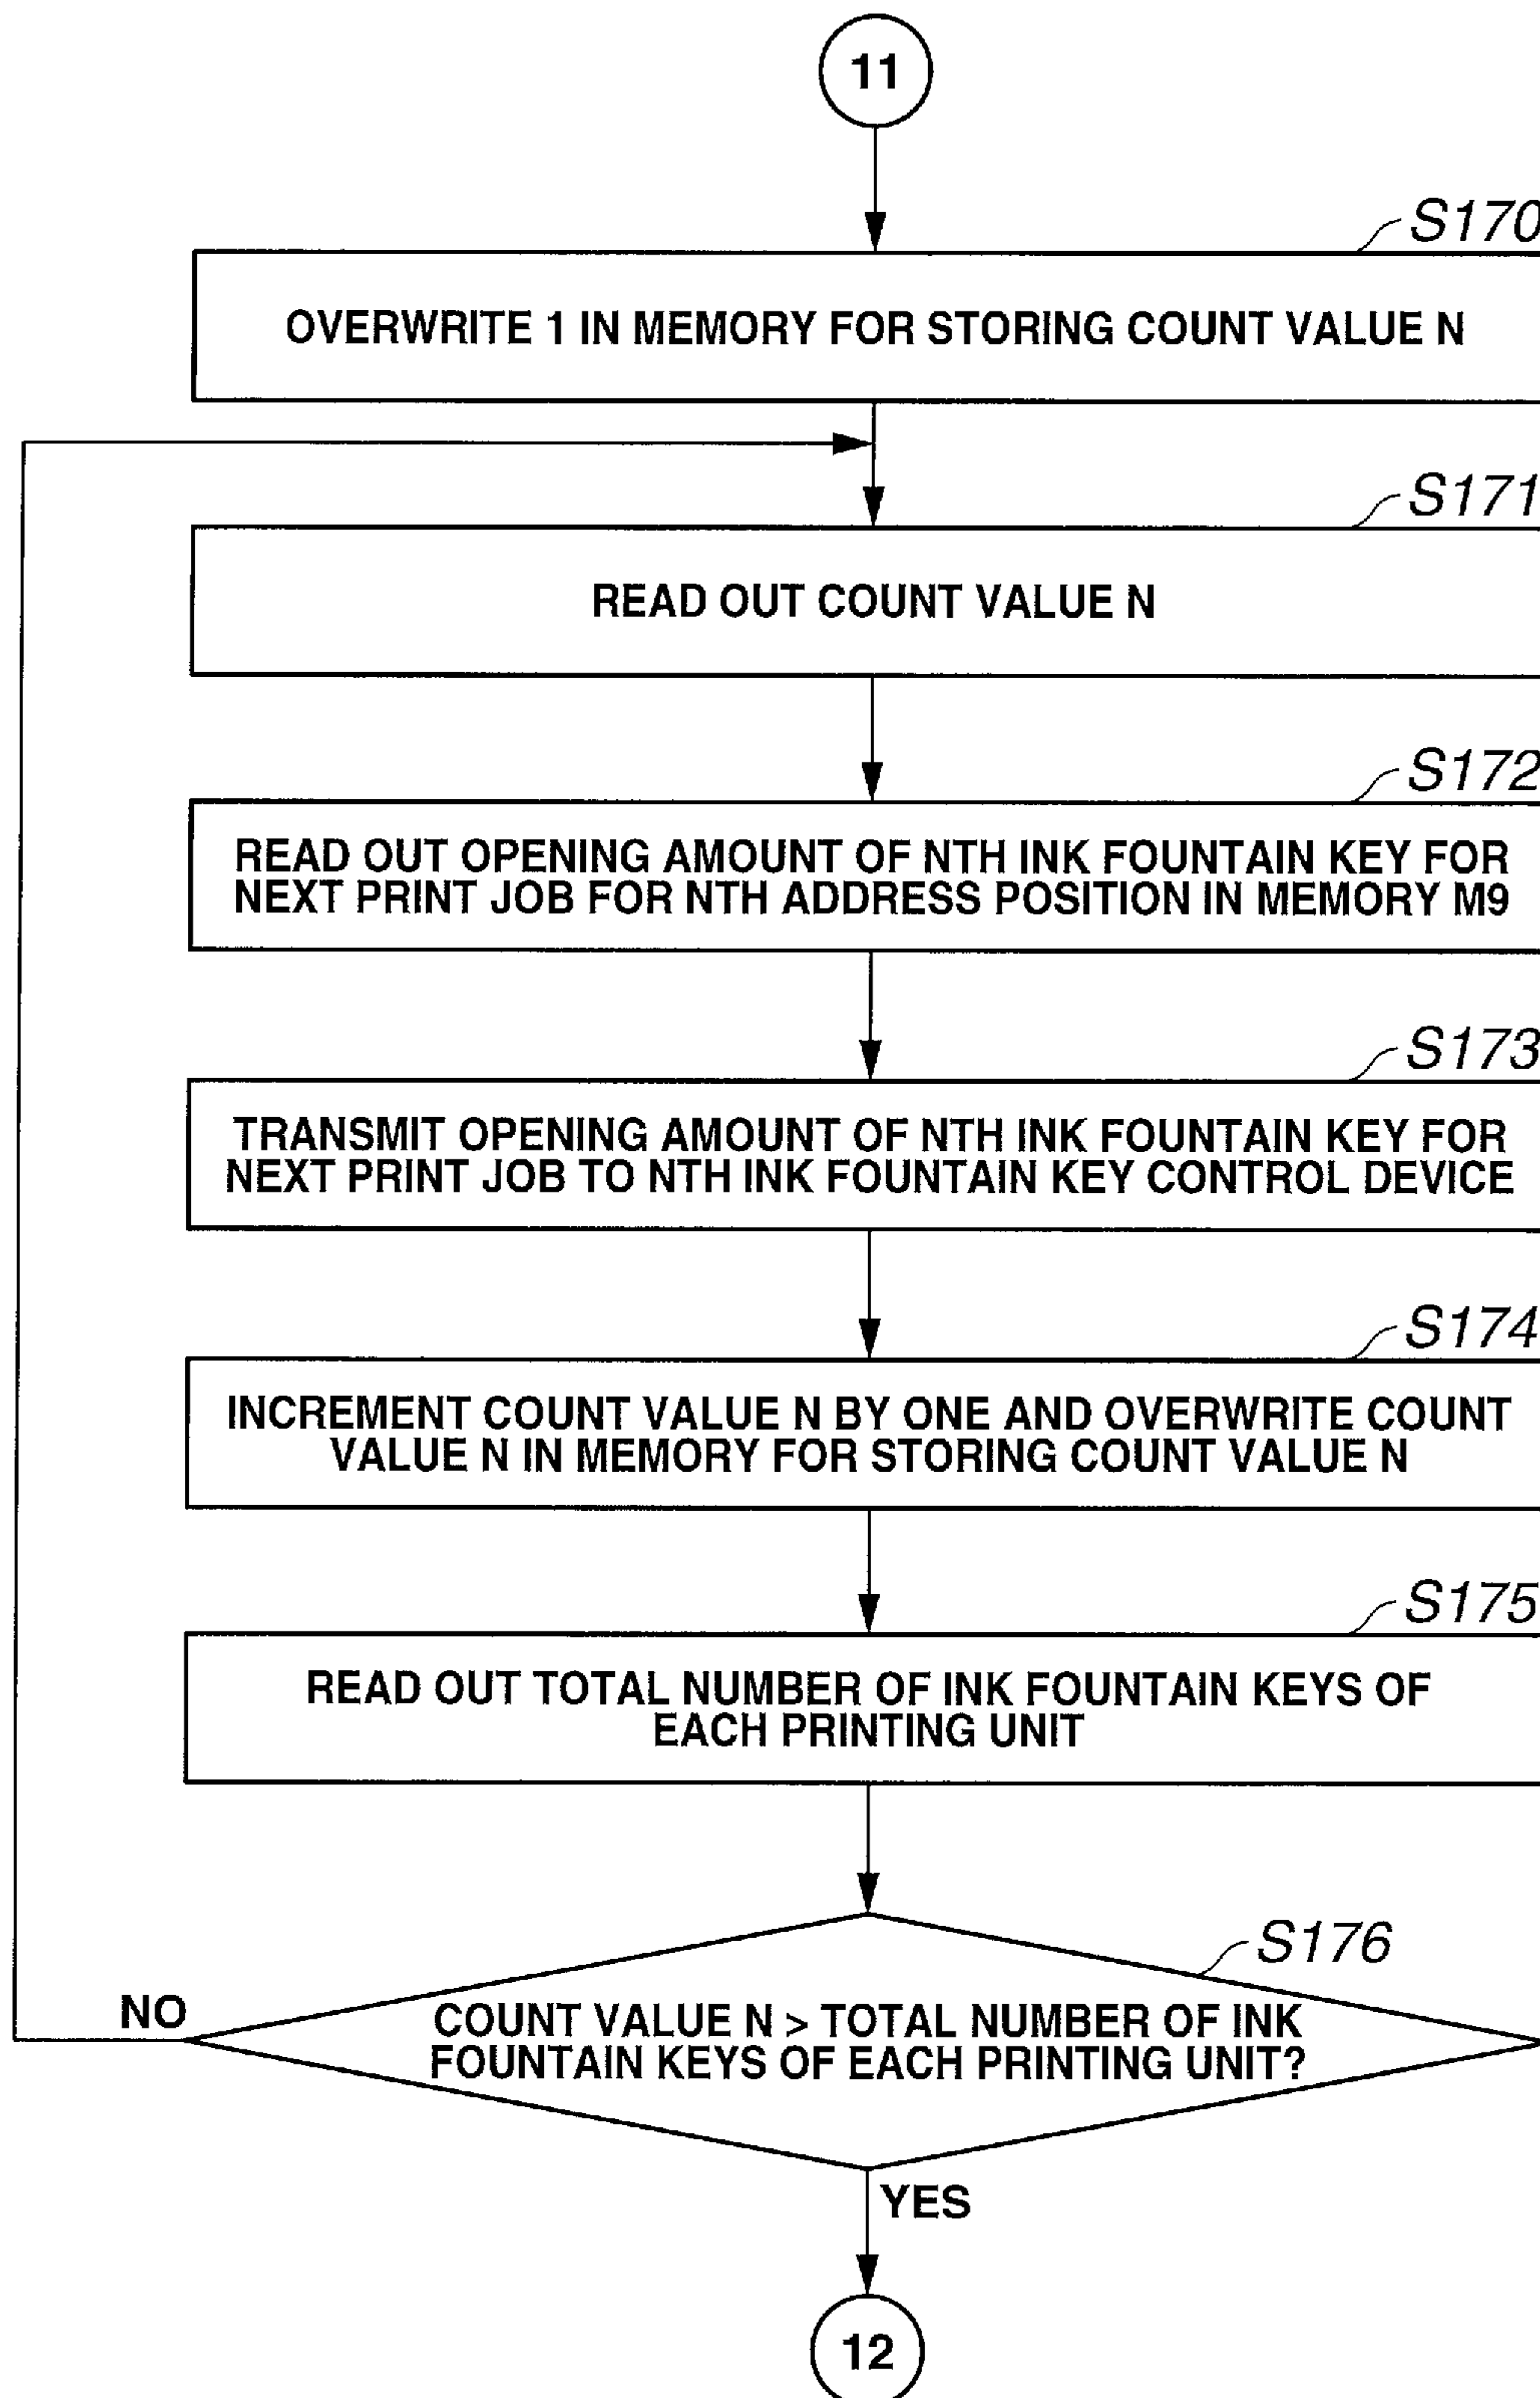 11
S170
OVERWRITE 1 IN MEMORY FOR STORING COUNT VALUE N
S171
READ OUT COUNT VALUE N
S172
READ OUT OPENING AMOUNT OF NTH INK FOUNTAIN KEY FOR
NEXT PRINT JOB FOR NTH ADDRESS POSITION IN MEMORY M9
S173
TRANSMIT OPENING AMOUNT OF NTH INK FOUNTAIN KEY FOR
NEXT PRINT JOB TO NTH INK FOUNTAIN KEY CONTROL DEVICE
S174
INCREMENT COUNT VALUE N BY ONE AND OVERWRITE COUNT
VALUE N IN MEMORY FOR STORING COUNT VALUE N
S175
READ OUT TOTAL NUMBER OF INK FOUNTAIN KEYS OF
EACH PRINTING UNIT
S176
NO
COUNT VALUE N > TOTAL NUMBER OF INK
FOUNTAIN KEYS OF EACH PRINTING UNIT?
YES
12